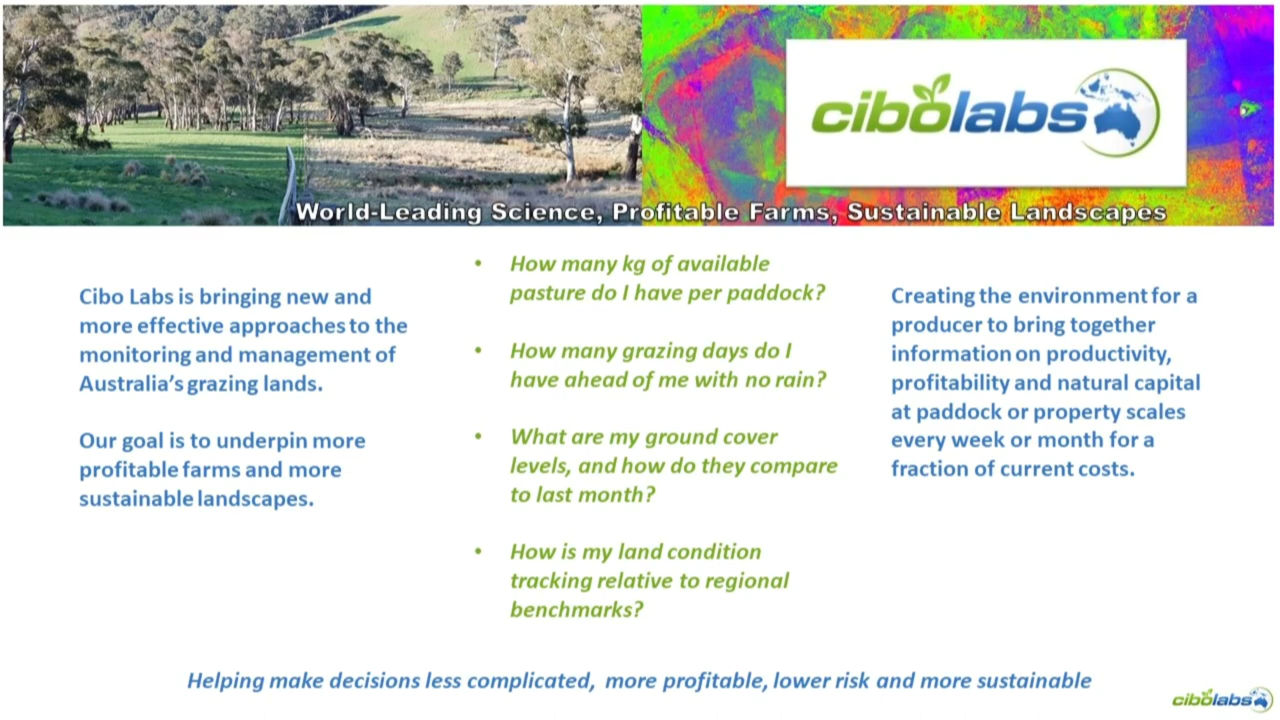 cibolabs
World-Leading Science, Profitable Farms, Sustainable Landscapes
Cibo Labs is bringing new and
more effective approaches to the
monitoring and management of
Australia's grazing lands.
Our goal is to underpin more
profitable farms and more
sustainable landscapes.
• How many kg of available
pasture do I have per paddock?
• How many grazing days do I
have ahead of me with no rain?
• What are my ground cover
levels, and how do they compare
to last month?
• How is my land condition
tracking relative to regional
benchmarks?
Creating the environment for a
producer to bring together
information on productivity,
profitability and natural capital
at paddock or property scales
every week or month for a
fraction of current costs.
Helping make decisions less complicated, more profitable, lower risk and more sustainable
cibolabs